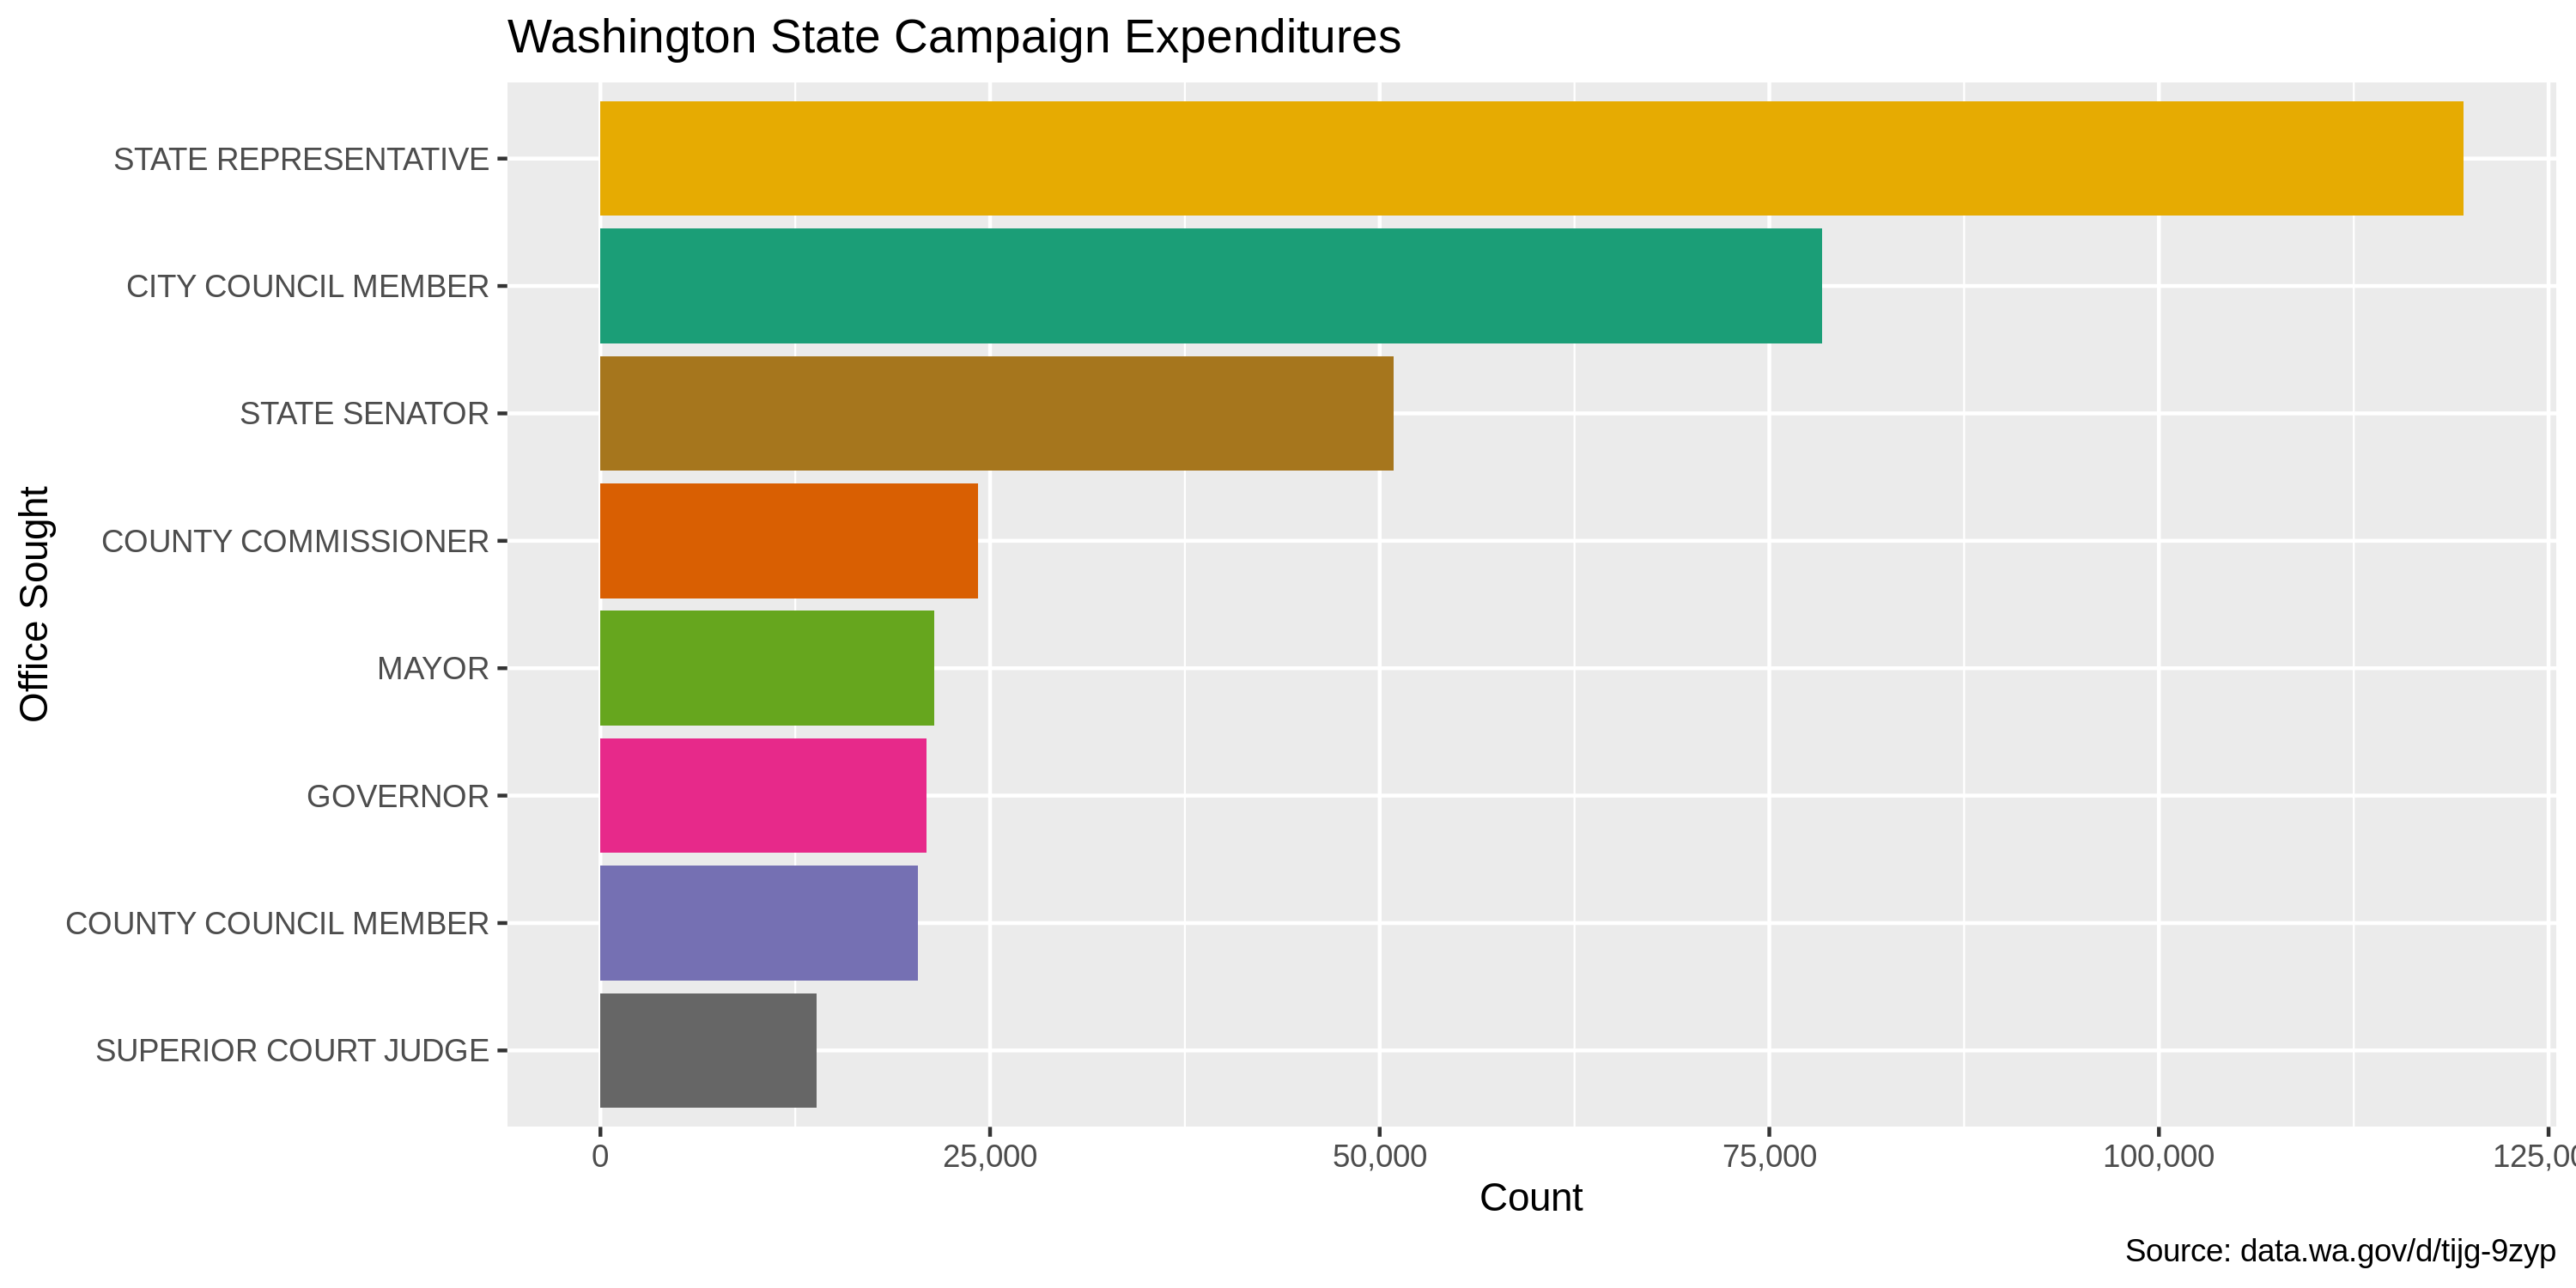 Washington State Campaign Expenditures
Office Sought
STATE REPRESENTATIVE
CITY COUNCIL MEMBER
STATE SENATOR
COUNTY COMMISSIONER
MAYOR
GOVERNOR
COUNTY COUNCIL MEMBER
SUPERIOR COURT JUDGE
0 25,000 50,000 75,000 100,000 125,0
Count
Source: data.wa.gov/d/tijg-9zyp